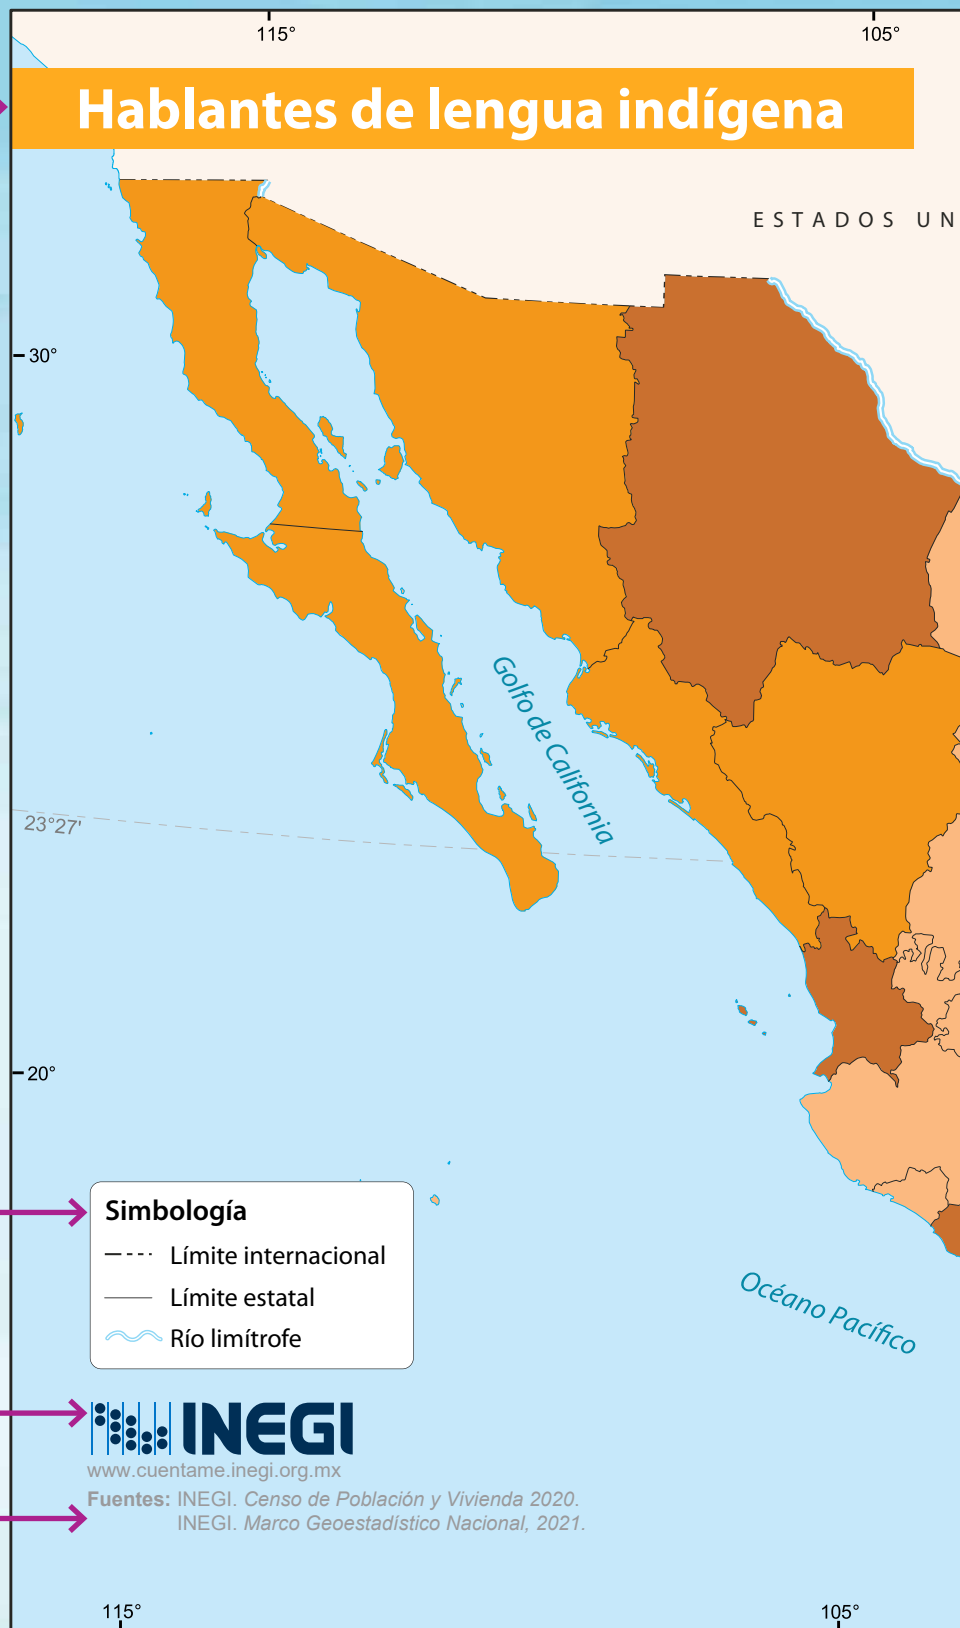 115°
105°
Hablantes de lengua indígena
ESTADOS UN
30°
Golfo de California
23°27'
20°
Simbología
Límite internacional
Límite estatal
Río limítrofe
Océano Pacífico
INEGI
www.cuentame.inegi.org.mx
Fuentes: INEGI. Censo de Población y Vivienda 2020.
INEGI. Marco Geoestadístico Nacional, 2021.
115°
105°